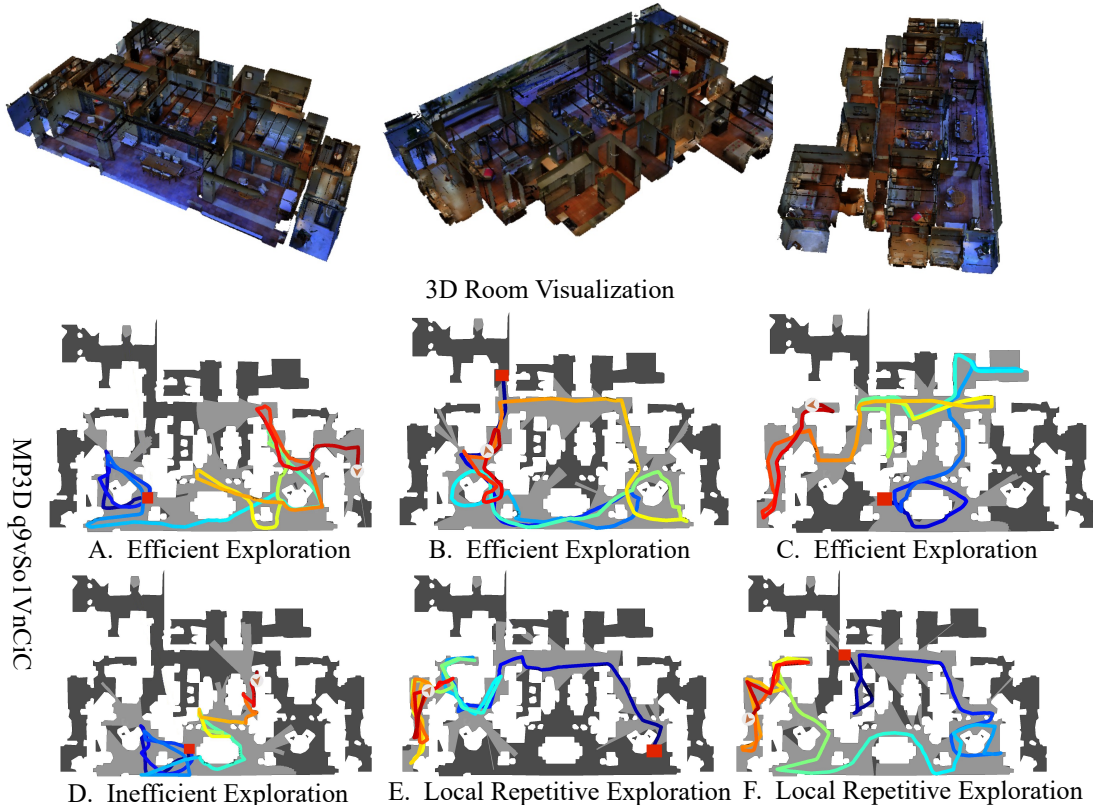 3D Room Visualization
MP3D q9vSo1VnCiC
A. Efficient Exploration
B. Efficient Exploration
C. Efficient Exploration
D. Inefficient Exploration
E. Local Repetitive Exploration
F. Local Repetitive Exploration